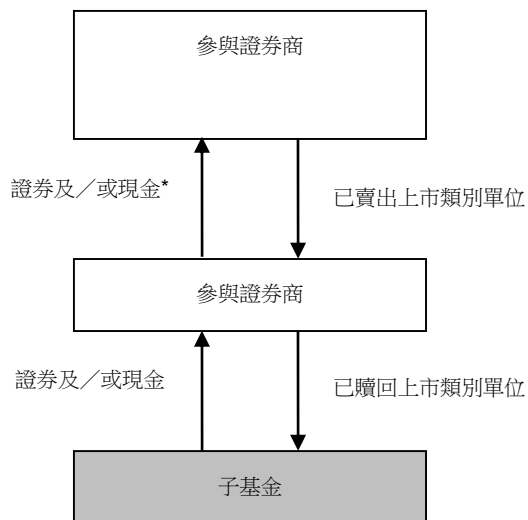 參與證券商
證券及／或現金*
已賣出上市類別單位
參與證券商
證券及／或現金
已贖回上市類別單位
子基金